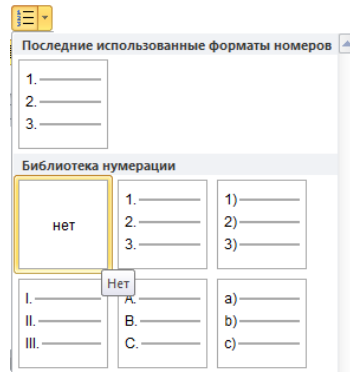 Последние использованные форматы номеров
1.
2.
3.
Библиотека нумерации
нет
1.
2.
3.
1)
2)
3)
Нет
I.
II.
III.
A.
B.
C.
a)
b)
c)